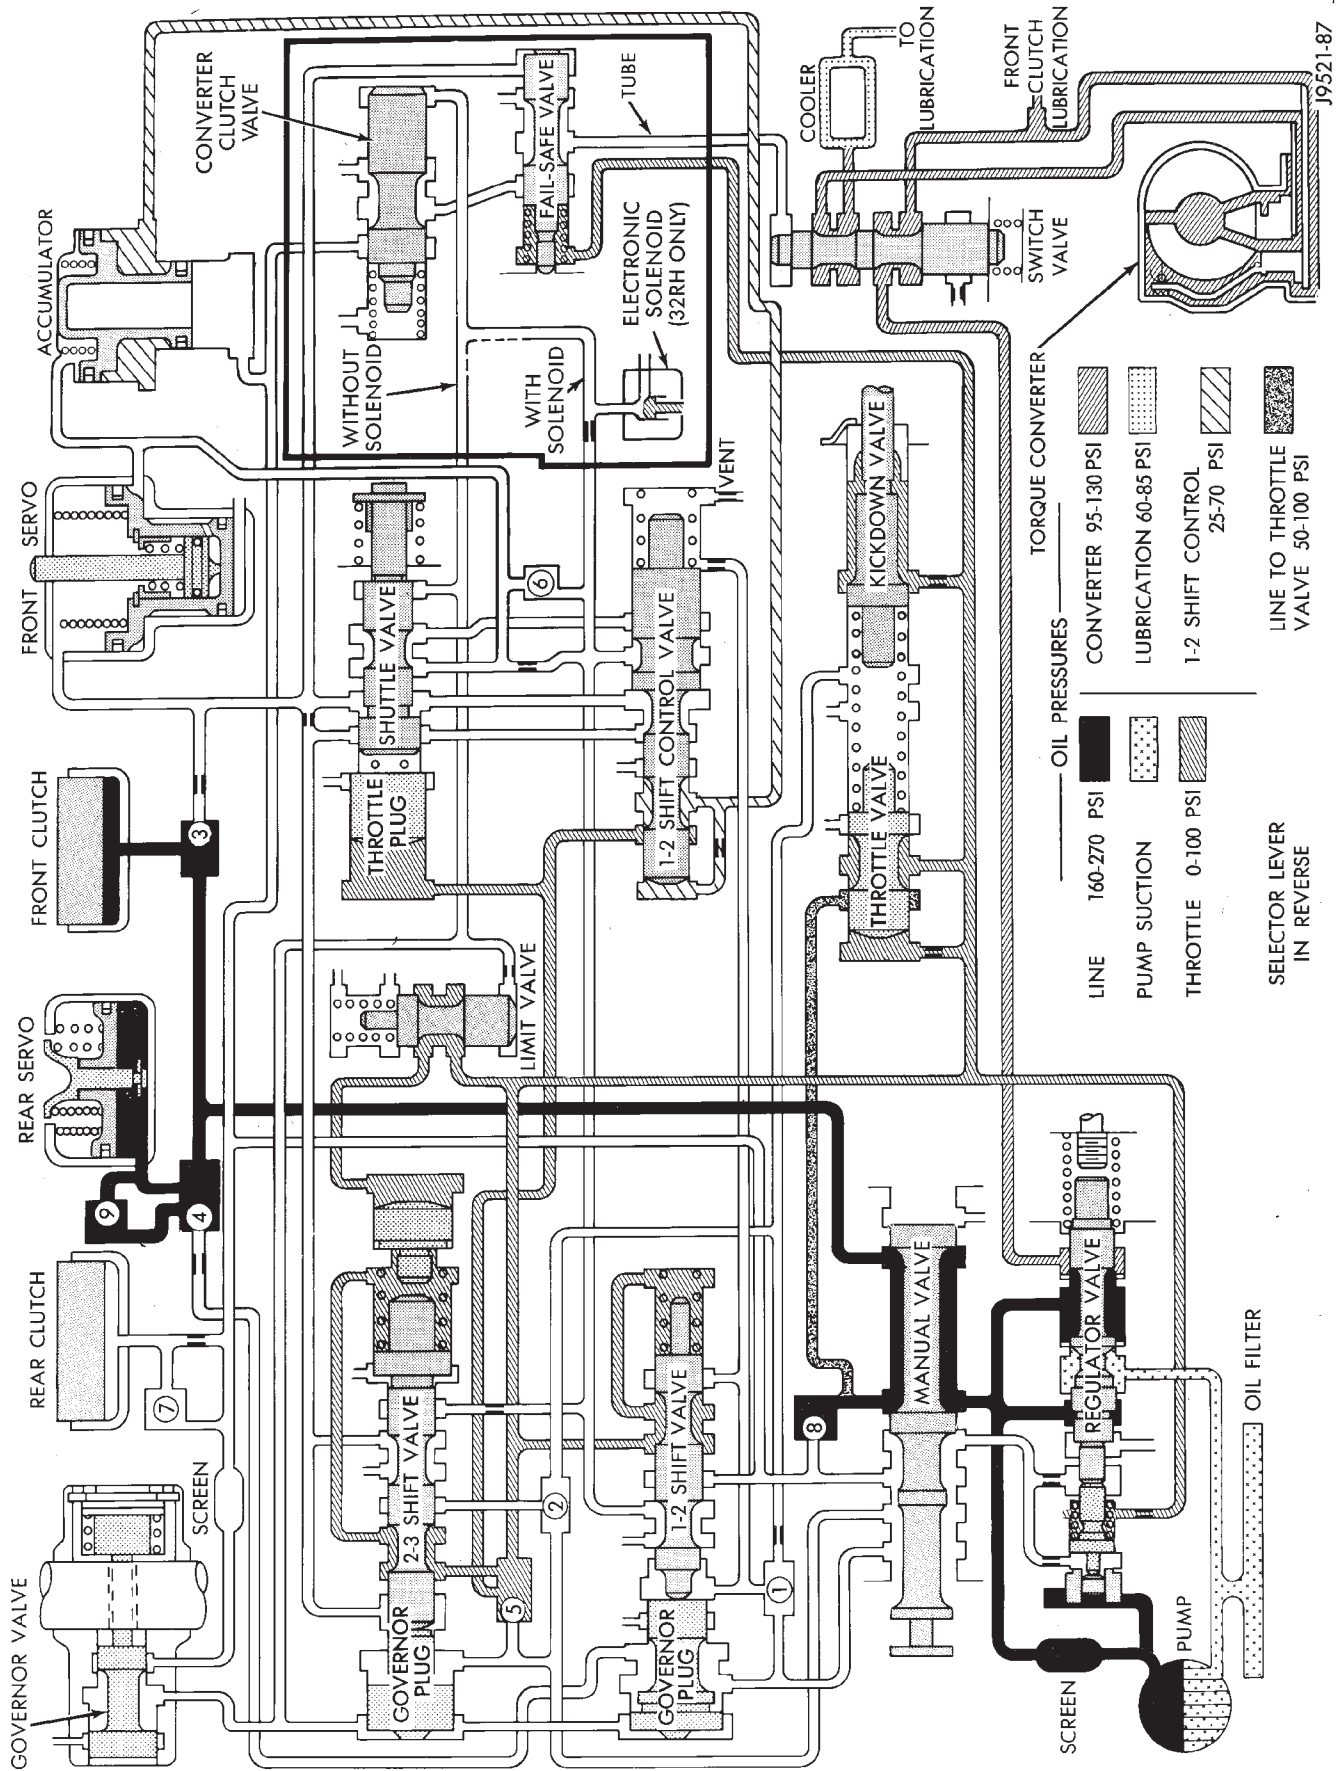 GOVERNOR VALVE
SCREEN
REAR CLUTCH
REAR SERVO
FRONT CLUTCH
FRONT SERVO
ACCUMULATOR
7
4
9
3
CONVERTER
CLUTCH
VALVE
GOVERNOR
PLUG
2-3 SHIFT VALVE
LIMIT VALVE
THROTTLE
PLUG
SHUTTLE VALVE
WITHOUT
SOLENOID
WITH
SOLENOID
FAIL-SAFE VALVE
TUBE
ELECTRONIC
SOLENOID
(32RH ONLY)
5
2
6
GOVERNOR
PLUG
1-2 SHIFT VALVE
1-2 SHIFT CONTROL VALVE
VENT
1
8
MANUAL VALVE
THROTTLE VALVE
KICKDOWN VALVE
SWITCH
VALVE
COOLER
TO
LUBRICATION
FRONT
CLUTCH
LUBRICATION
SCREEN
PUMP
REGULATOR VALVE
OIL FILTER
TORQUE CONVERTER
OIL PRESSURES
LINE 160-270 PSI
PUMP SUCTION
THROTTLE 0-100 PSI
CONVERTER 95-130 PSI
LUBRICATION 60-85 PSI
1-2 SHIFT CONTROL
25-70 PSI
LINE TO THROTTLE
VALVE 50-100 PSI
SELECTOR LEVER
IN REVERSE
J9521-87